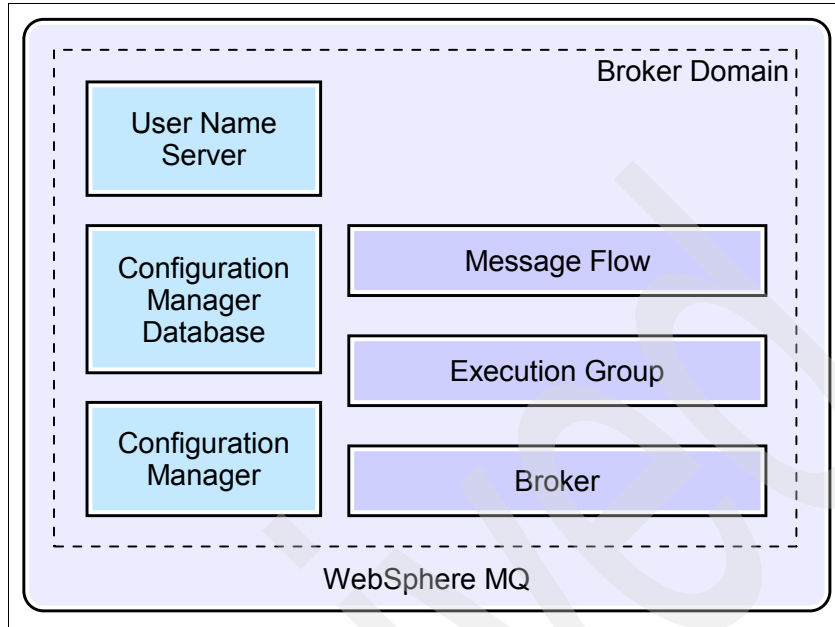 Broker Domain
User Name
Server
Configuration
Manager
Database
Configuration
Manager
Message Flow
Execution Group
Broker
WebSphere MQ